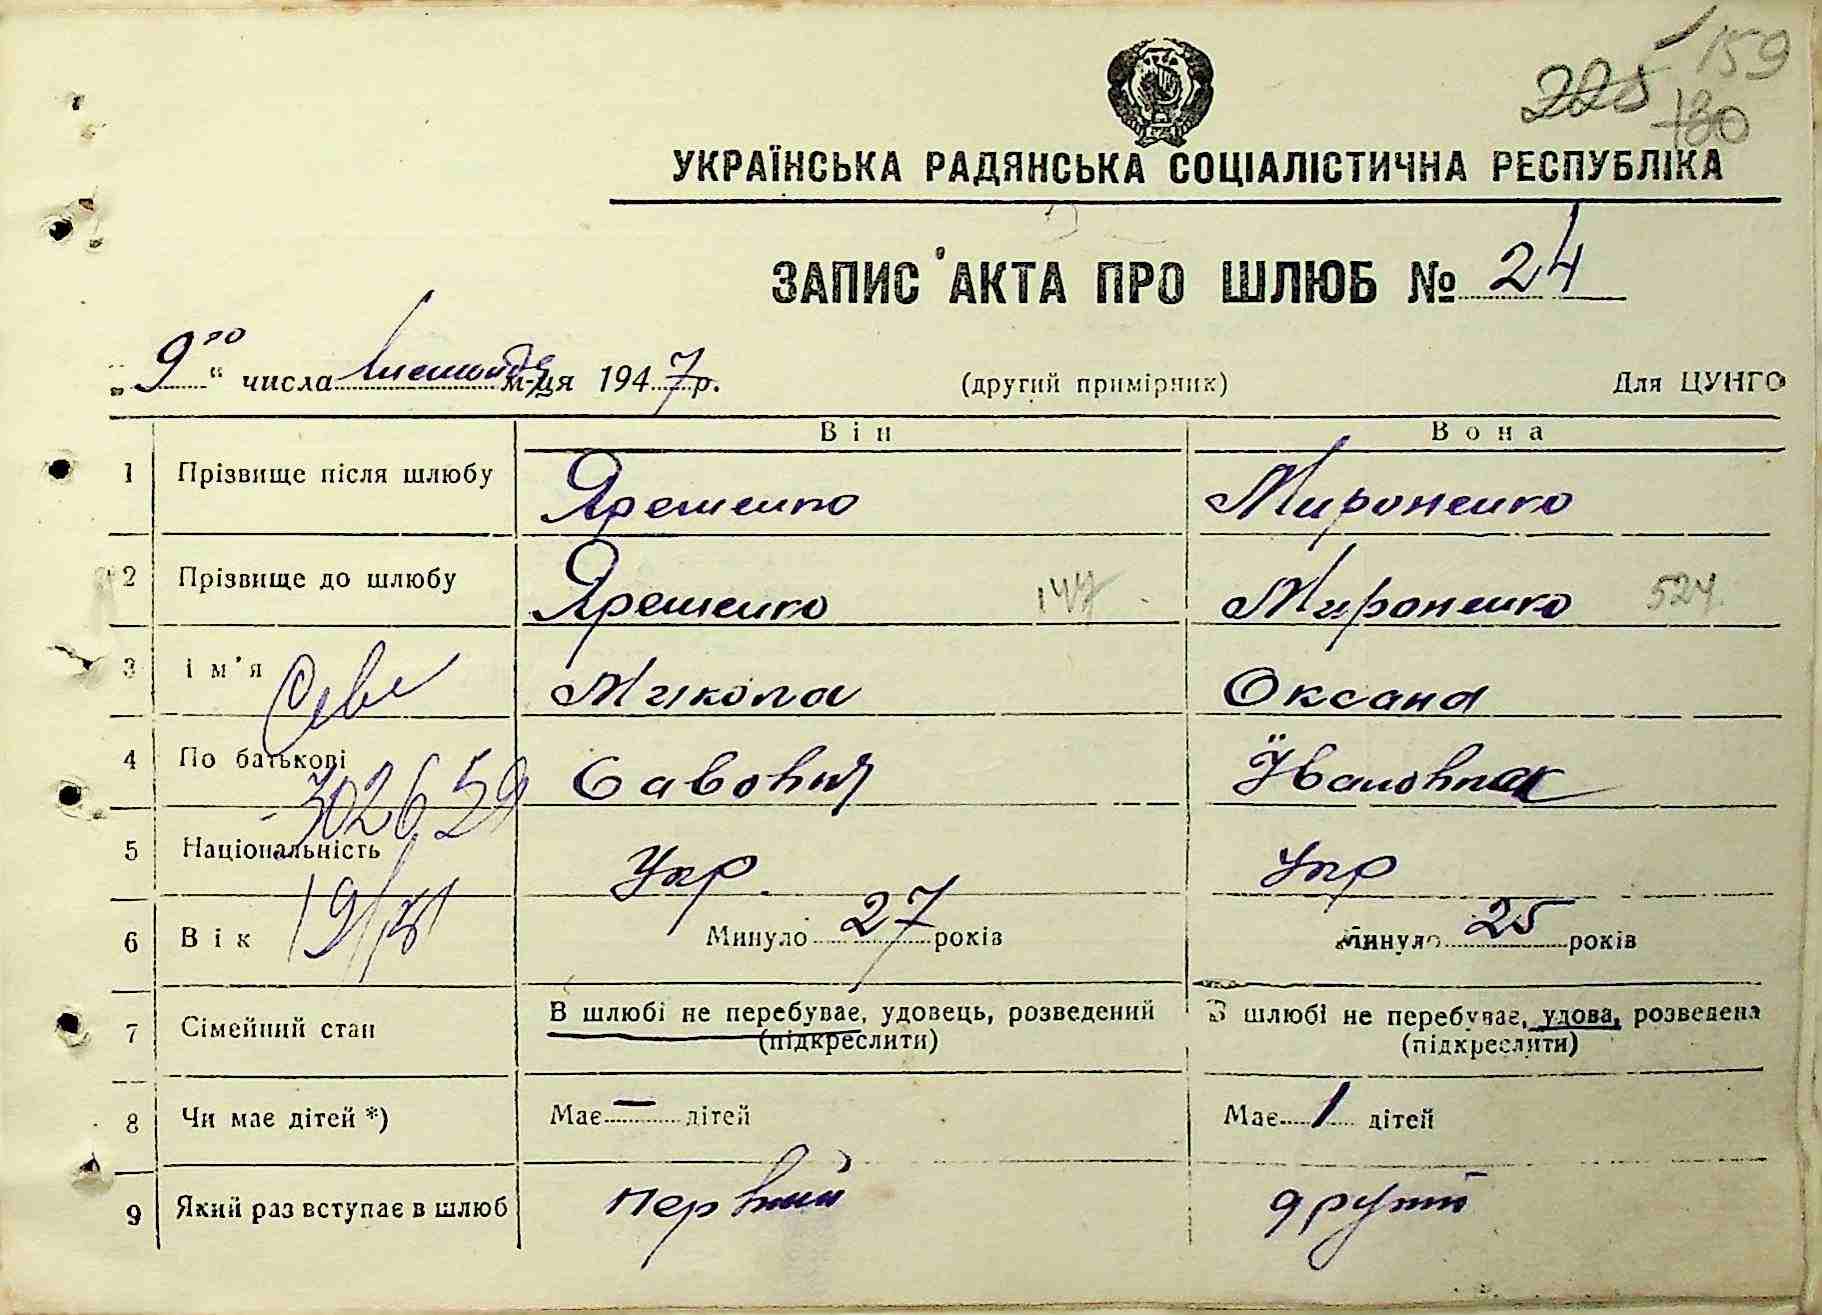 159
225
130
УКРАЇНСЬКА РАДЯНСЬКА СОЦІАЛІСТИЧНА РЕСПУБЛІКА
ЗАПИС АКТА ПРО ШЛЮБ № 24
„9го“ числа листопада м-ця 1947 р. (другий примірник) Для ЦУНГО
Він Вона
1 Прізвище після шлюбу Ярешенко Мироненко
2 Прізвище до шлюбу Ярешенко 147 Мироненко 524
3 ім'я Микола Оксана
4 По батькові Савович Івановна
302659
5 Національність Укр. Укр
6 Вік Минуло 27 років Минуло 25 років
7 Сімейний стан В шлюбі не перебуває, удовець, розведений В шлюбі не перебуває, удова, розведена
(підкреслити) (підкреслити)
8 Чи має дітей *) Має — дітей Має 1 дітей
9 Який раз вступає в шлюб первий другий